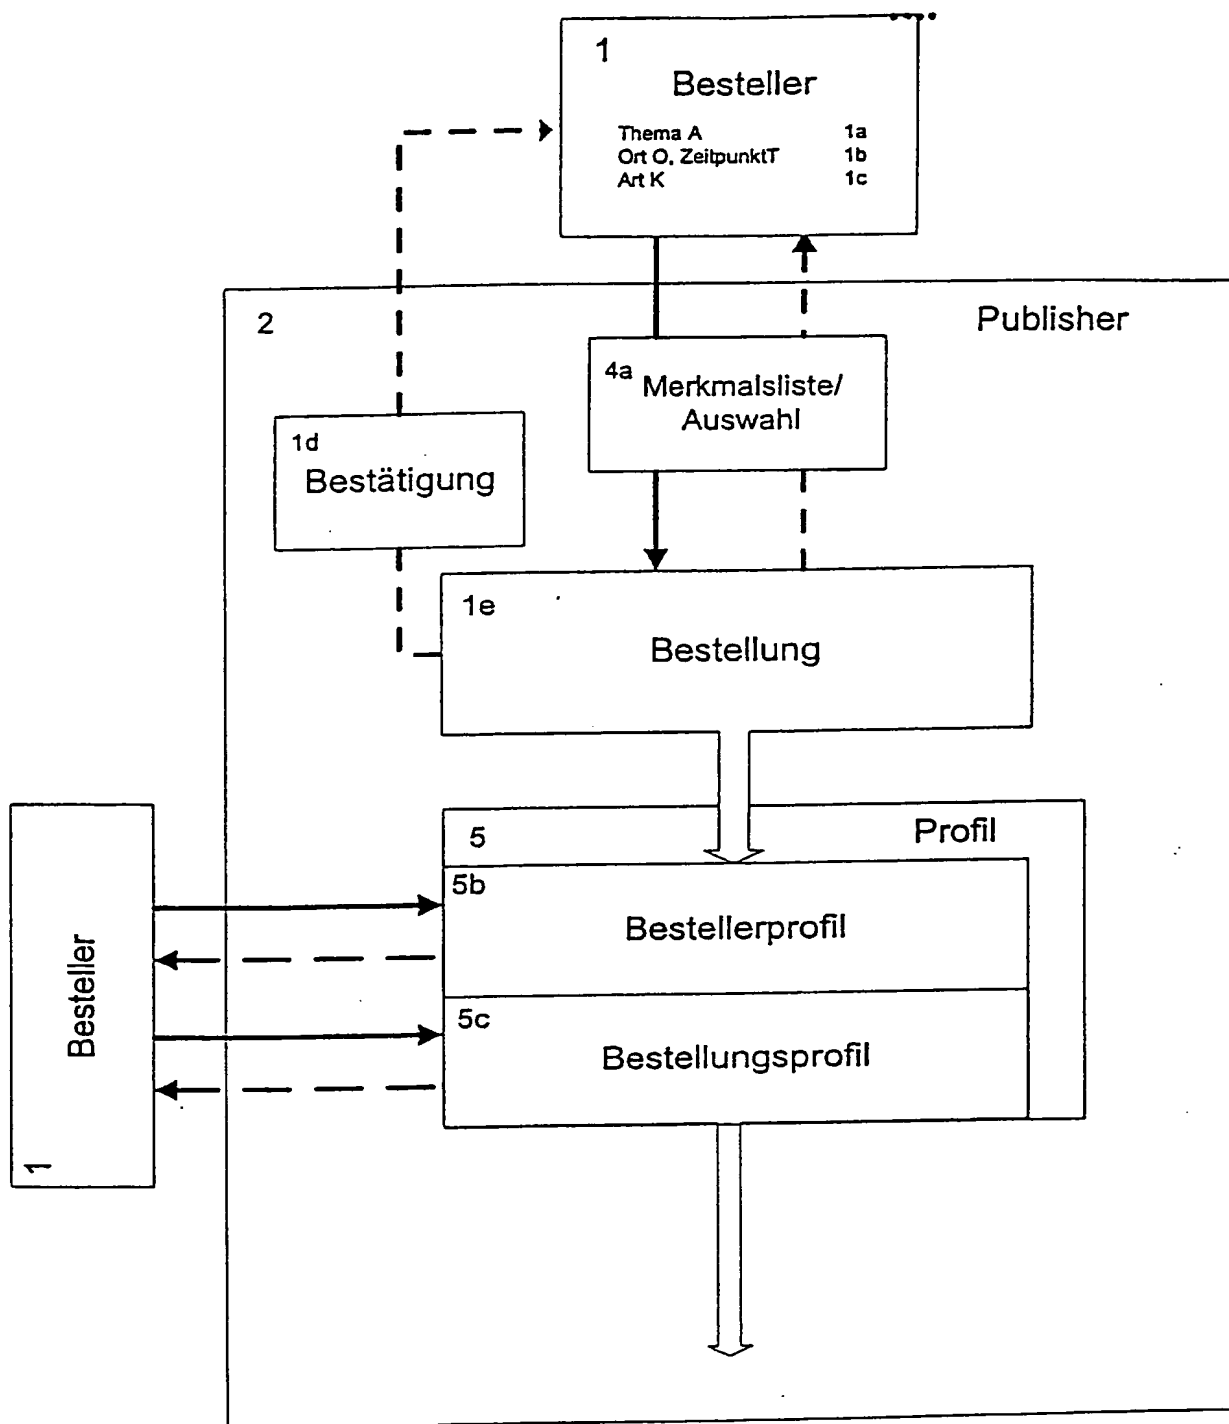 1
Besteller
Thema A 1a
Ort O, ZeitpunktT 1b
Art K 1c
2
Publisher
4a
Merkmalsliste/
Auswahl
1d
Bestätigung
1e
Bestellung
5
Profil
5b
Bestellerprofil
5c
Bestellungsprofil
Besteller
1